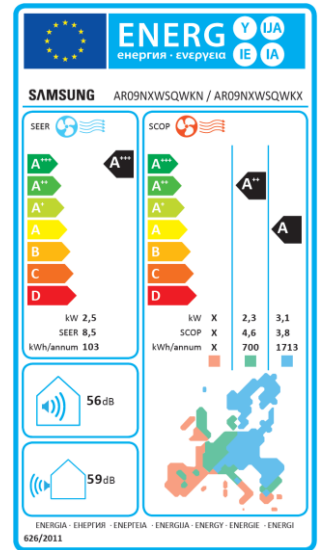 ENERG Y IJA
енергия · ενεργεια IE IA
SAMSUNG AR09NXWSQWKN / AR09NXWSQWKX
SEER
A+++
A+++
A++
A+
A
B
C
D
kW 2,5
SEER 8,5
kWh/annum 103
SCOP
A+++
A++
A++
A+
A
A
B
C
D
kW X 2,3 3,1
SCOP X 4,6 3,8
kWh/annum X 700 1713
56dB
59dB
ENERGIA · ЕНЕРГИЯ · ΕΝΕΡΓΕΙΑ · ENERGIJA · ENERGY · ENERGIE · ENERGI
626/2011